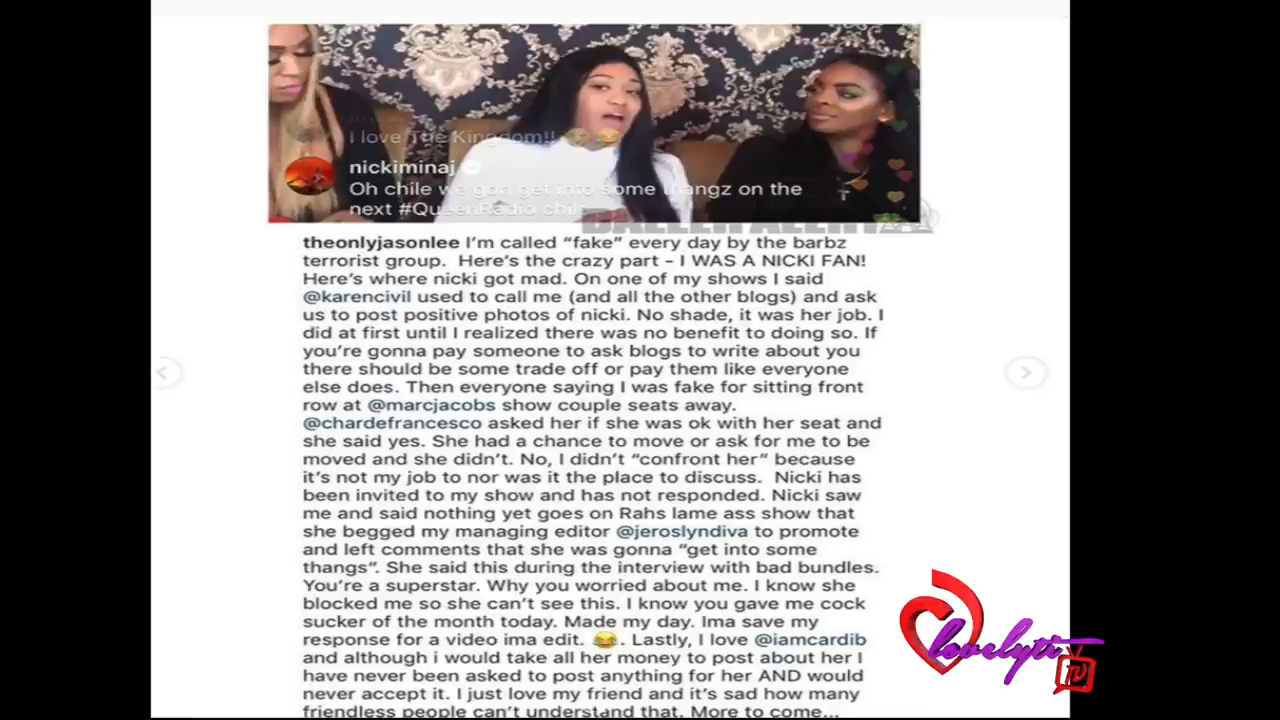 I love The Kingdom!!
nickiminaj
Oh chile we gon get into some thangz on the
next #QueenRadio chile
BALLER ALERT
theonlyjasonlee I'm called “fake” every day by the barbz
terrorist group. Here's the crazy part - I WAS A NICKI FAN!
Here's where nicki got mad. On one of my shows I said
@karencivil used to call me (and all the other blogs) and ask
us to post positive photos of nicki. No shade, it was her job. I
did at first until I realized there was no benefit to doing so. If
you're gonna pay someone to ask blogs to write about you
there should be some trade off or pay them like everyone
else does. Then everyone saying I was fake for sitting front
row at @marcjacobs show couple seats away.
@chardefrancesco asked her if she was ok with her seat and
she said yes. She had a chance to move or ask for me to be
moved and she didn't. No, I didn't “confront her” because
it's not my job to nor was it the place to discuss. Nicki has
been invited to my show and has not responded. Nicki saw
me and said nothing yet goes on Rahs lame ass show that
she begged my managing editor @jeroslyndiva to promote
and left comments that she was gonna “get into some
thangs”. She said this during the interview with bad bundles.
You're a superstar. Why you worried about me. I know she
blocked me so she can't see this. I know you gave me cock
sucker of the month today. Made my day. Ima save my
response for a video ima edit. 😂. Lastly, I love @iamcardib
and although i would take all her money to post about her I
have never been asked to post anything for her AND would
never accept it. I just love my friend and it's sad how many
friendless people can't understand that. More to come...
lovelyti
TV